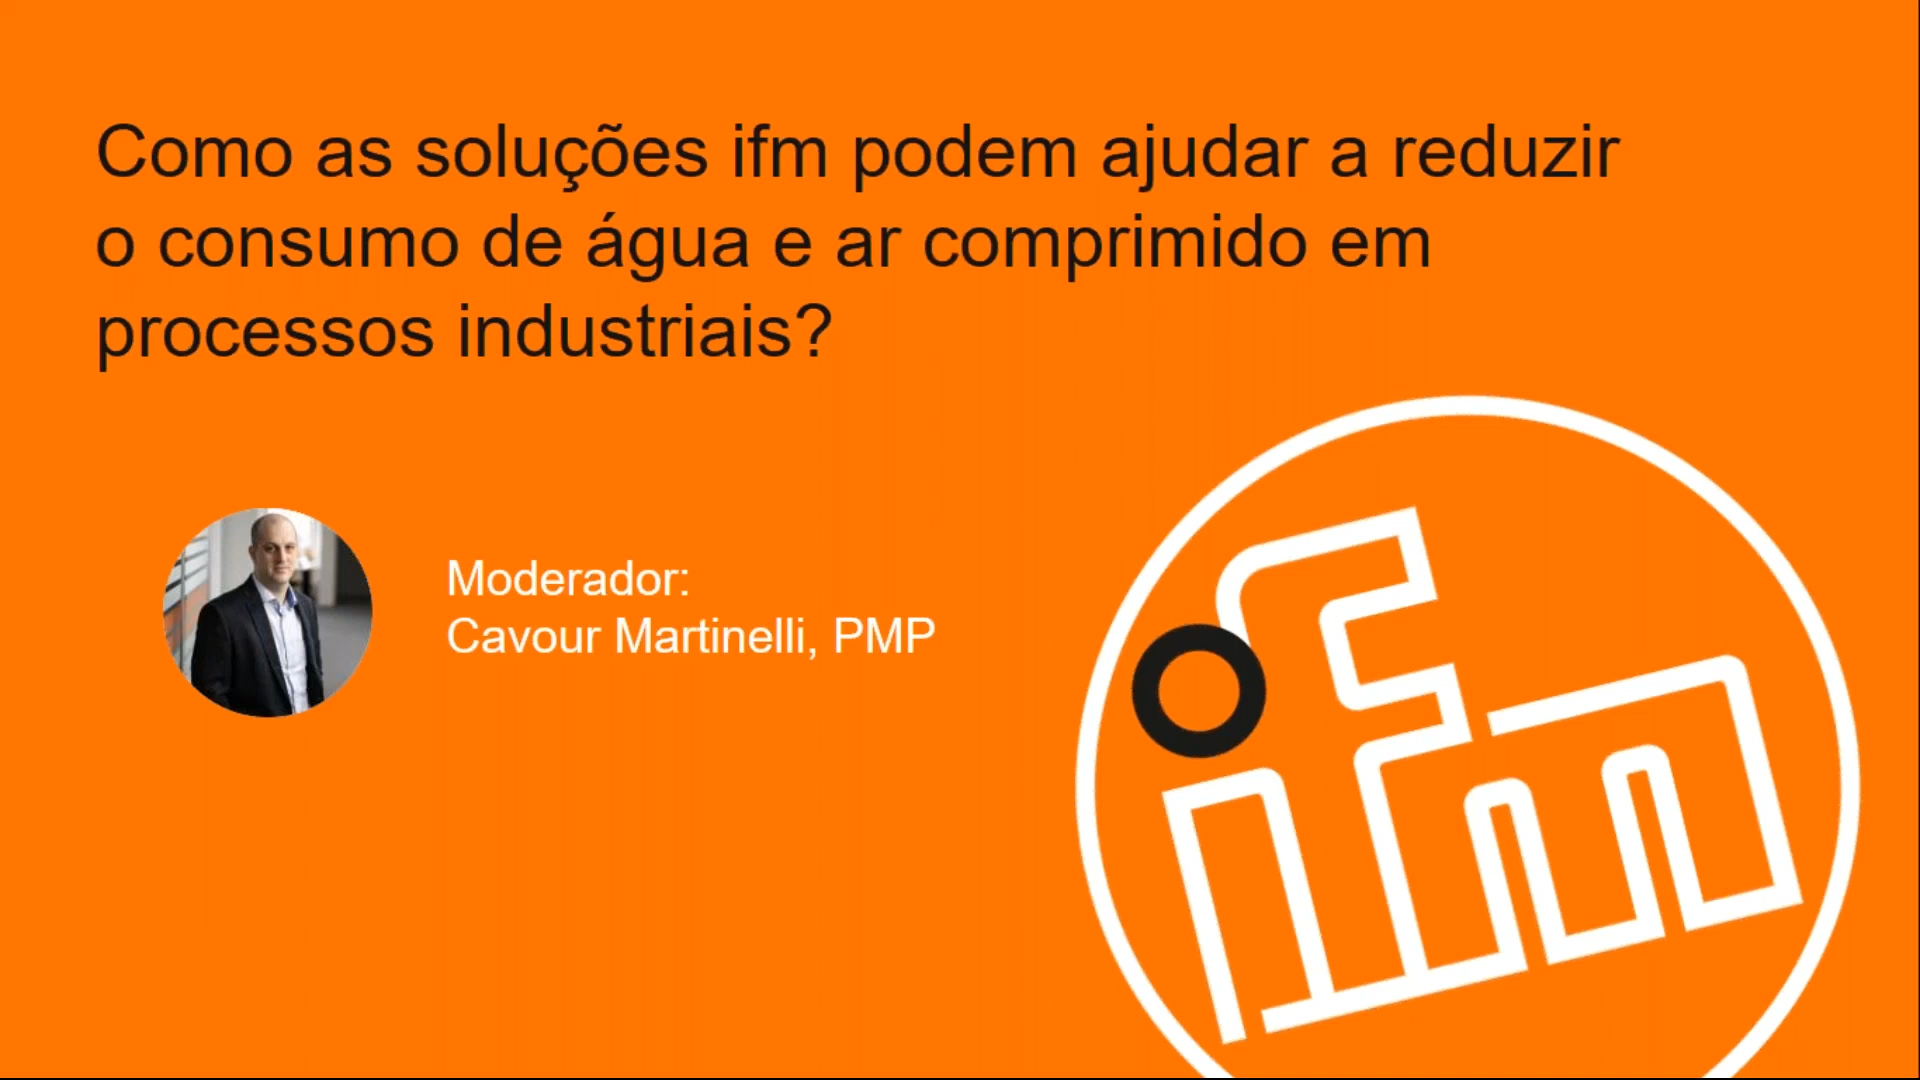 Como as soluções ifm podem ajudar a reduzir
o consumo de água e ar comprimido em
processos industriais?
Moderador:
Cavour Martinelli, PMP
ifm